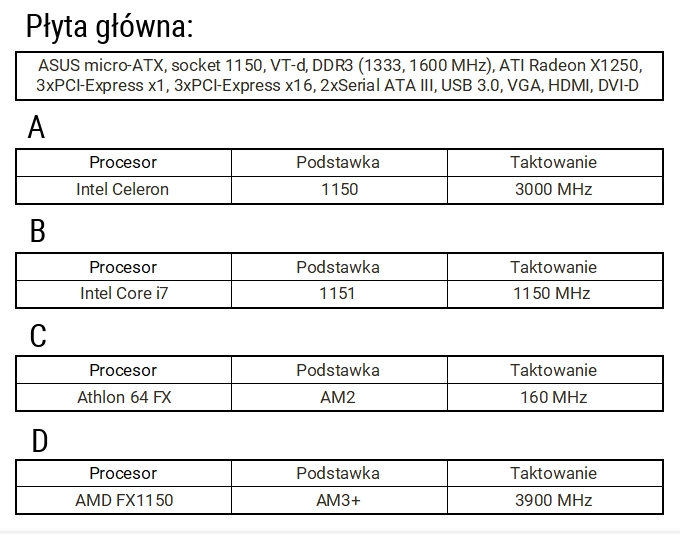 Płyta główna:
ASUS micro-ATX, socket 1150, VT-d, DDR3 (1333, 1600 MHz), ATI Radeon X1250,
3xPCI-Express x1, 3xPCI-Express x16, 2xSerial ATA III, USB 3.0, VGA, HDMI, DVI-D
A
Procesor Podstawka Taktowanie
Intel Celeron 1150 3000 MHz
B
Procesor Podstawka Taktowanie
Intel Core i7 1151 1150 MHz
C
Procesor Podstawka Taktowanie
Athlon 64 FX AM2 160 MHz
D
Procesor Podstawka Taktowanie
AMD FX1150 AM3+ 3900 MHz